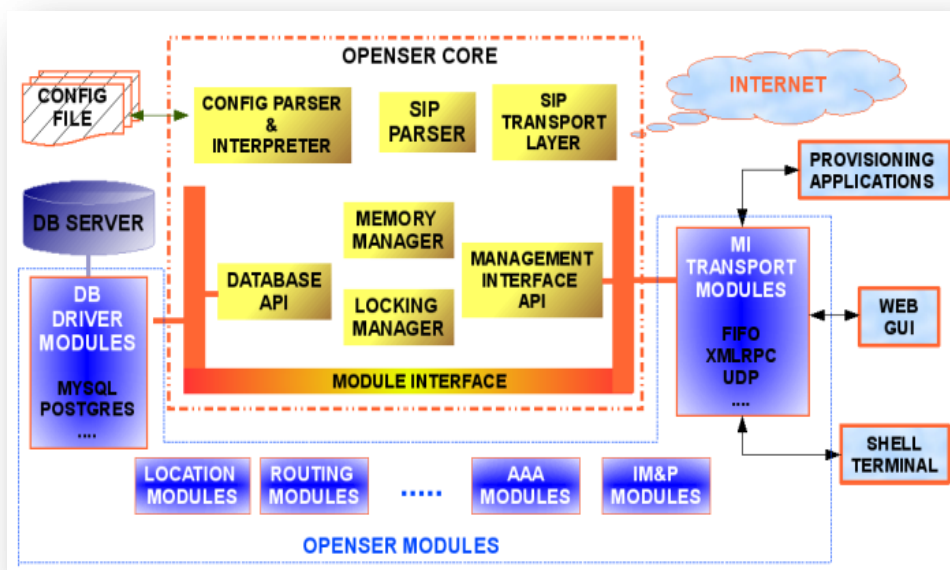 OPENSER CORE
CONFIG
FILE
CONFIG PARSER
&
INTERPRETER
SIP
PARSER
SIP
TRANSPORT
LAYER
INTERNET
PROVISIONING
APPLICATIONS
DB SERVER
MEMORY
MANAGER
DATABASE
API
LOCKING
MANAGER
MANAGEMENT
INTERFACE
API
MI
TRANSPORT
MODULES
FIFO
XMLRPC
UDP
....
DB
DRIVER
MODULES
MYSQL
POSTGRES
....
WEB
GUI
MODULE INTERFACE
SHELL
TERMINAL
LOCATION
MODULES
ROUTING
MODULES
.....
AAA
MODULES
IM&P
MODULES
OPENSER MODULES